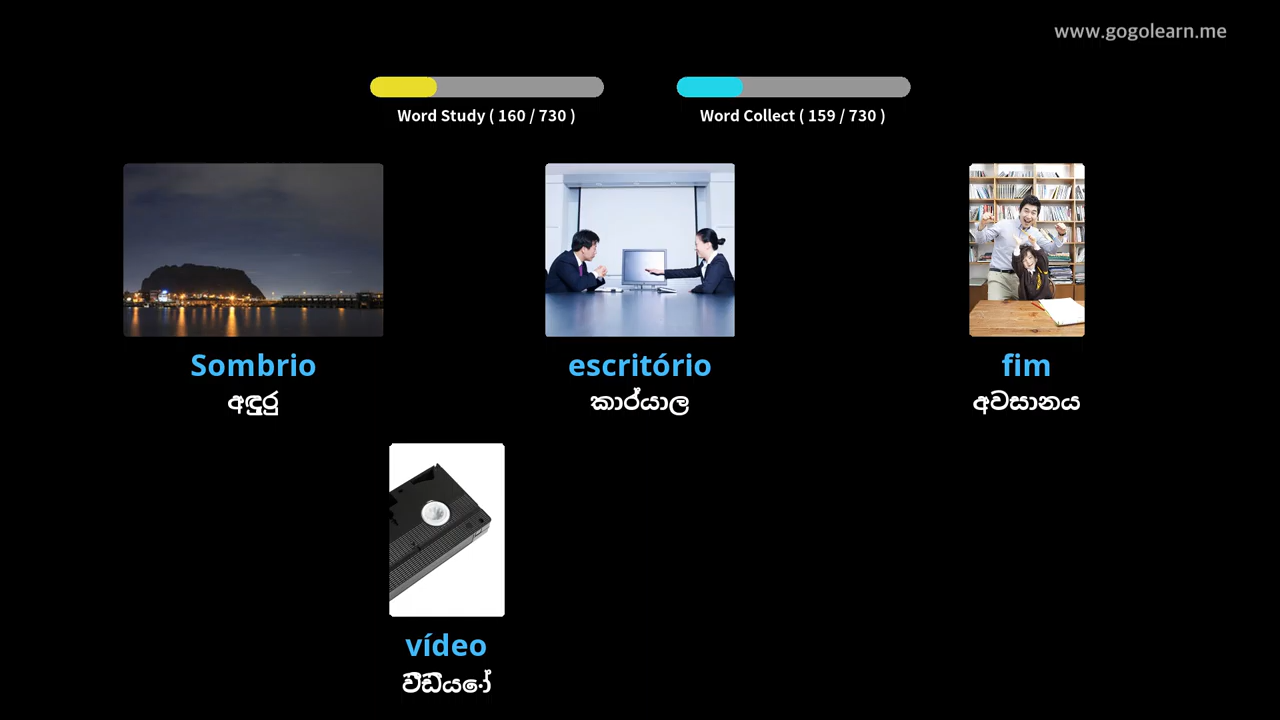 www.gogolearn.me
Word Study ( 160 / 730 )
Word Collect ( 159 / 730 )
Sombrio
escritório
fim
අඳුරු
කාර්යාල
අවසානය
vídeo
වීඩියෝ